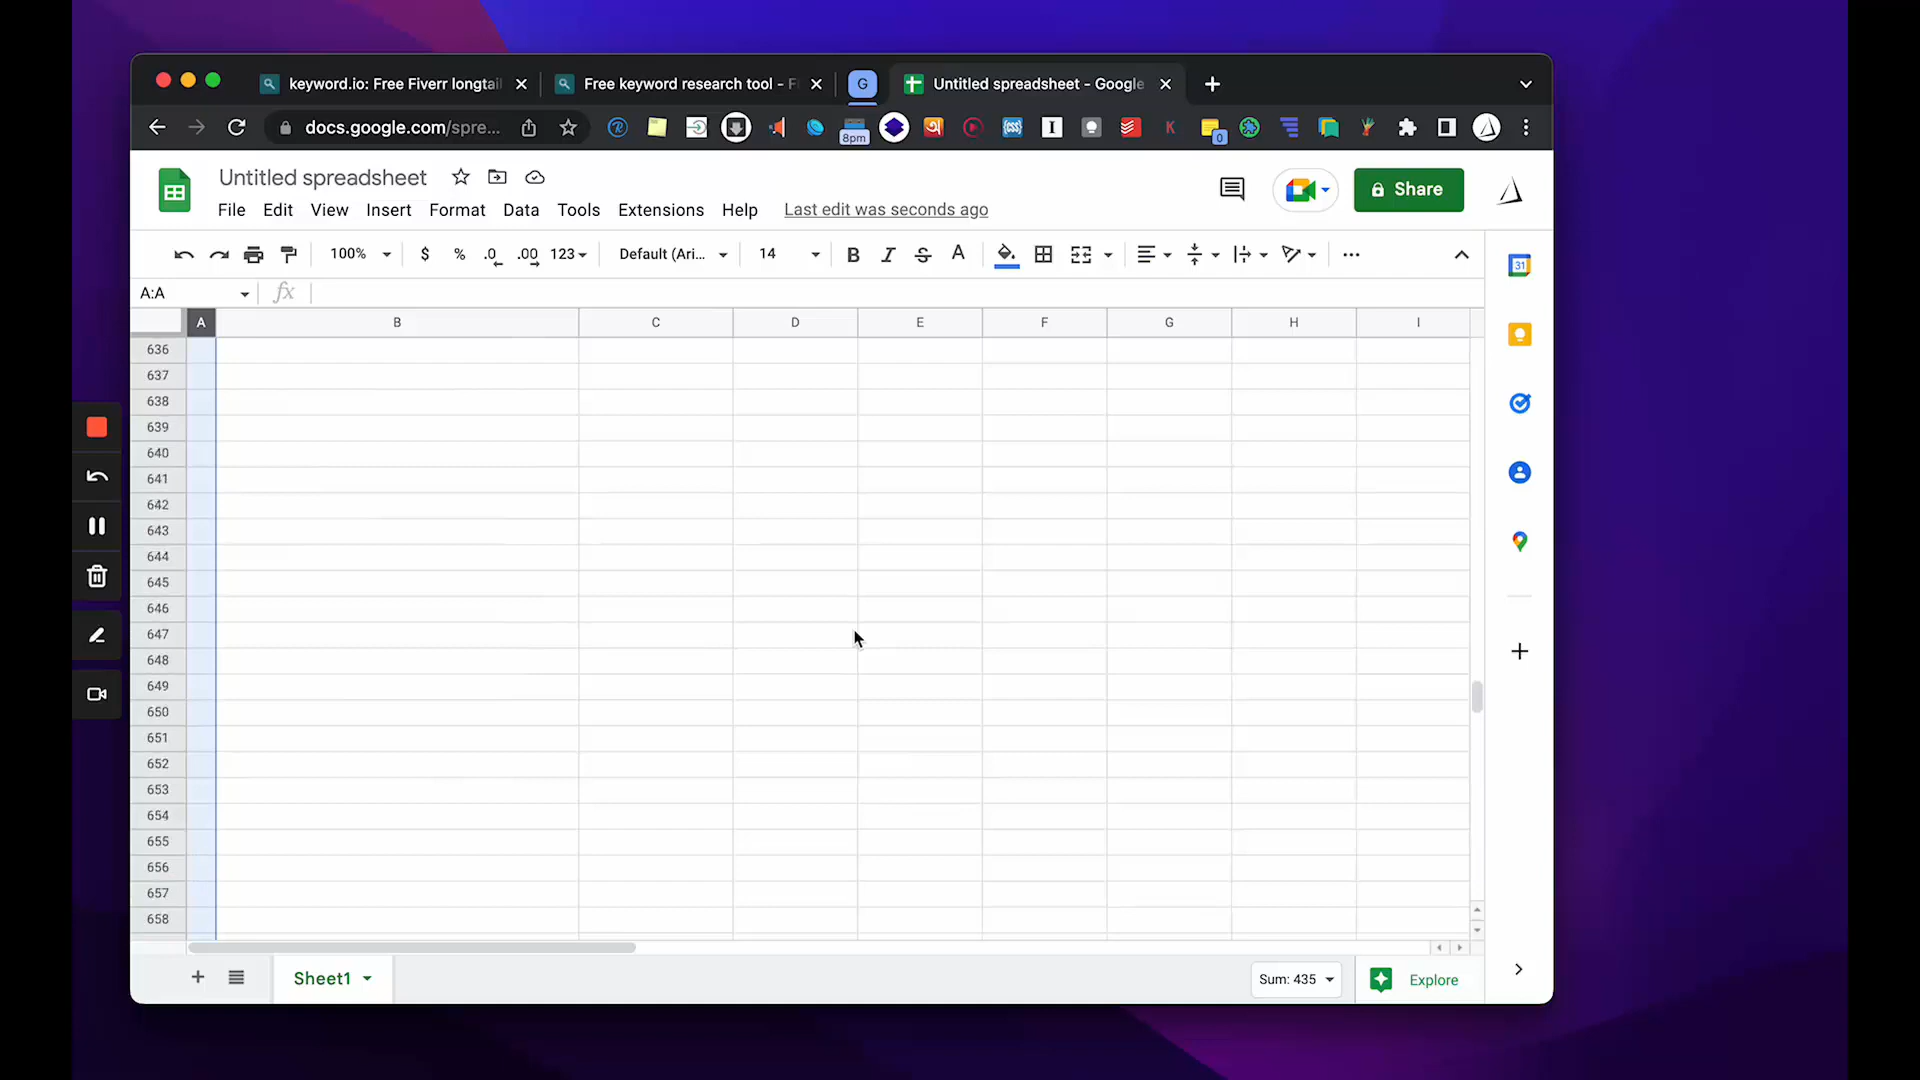 keyword.io: Free Fiverr longtail
Free keyword research tool - F
G
Untitled spreadsheet - Google
docs.google.com/spre...
8pm
{css}
K
0
Untitled spreadsheet
Share
File Edit View Insert Format Data Tools Extensions Help Last edit was seconds ago
100% $ % .0 .00 123 Default (Ari... 14 B I S A
31
A:A
fx
A B C D E F G H I
636
637
638
639
640
641
642
643
644
645
646
647
648
649
650
651
652
653
654
655
656
657
658
Sheet1
Sum: 435
Explore